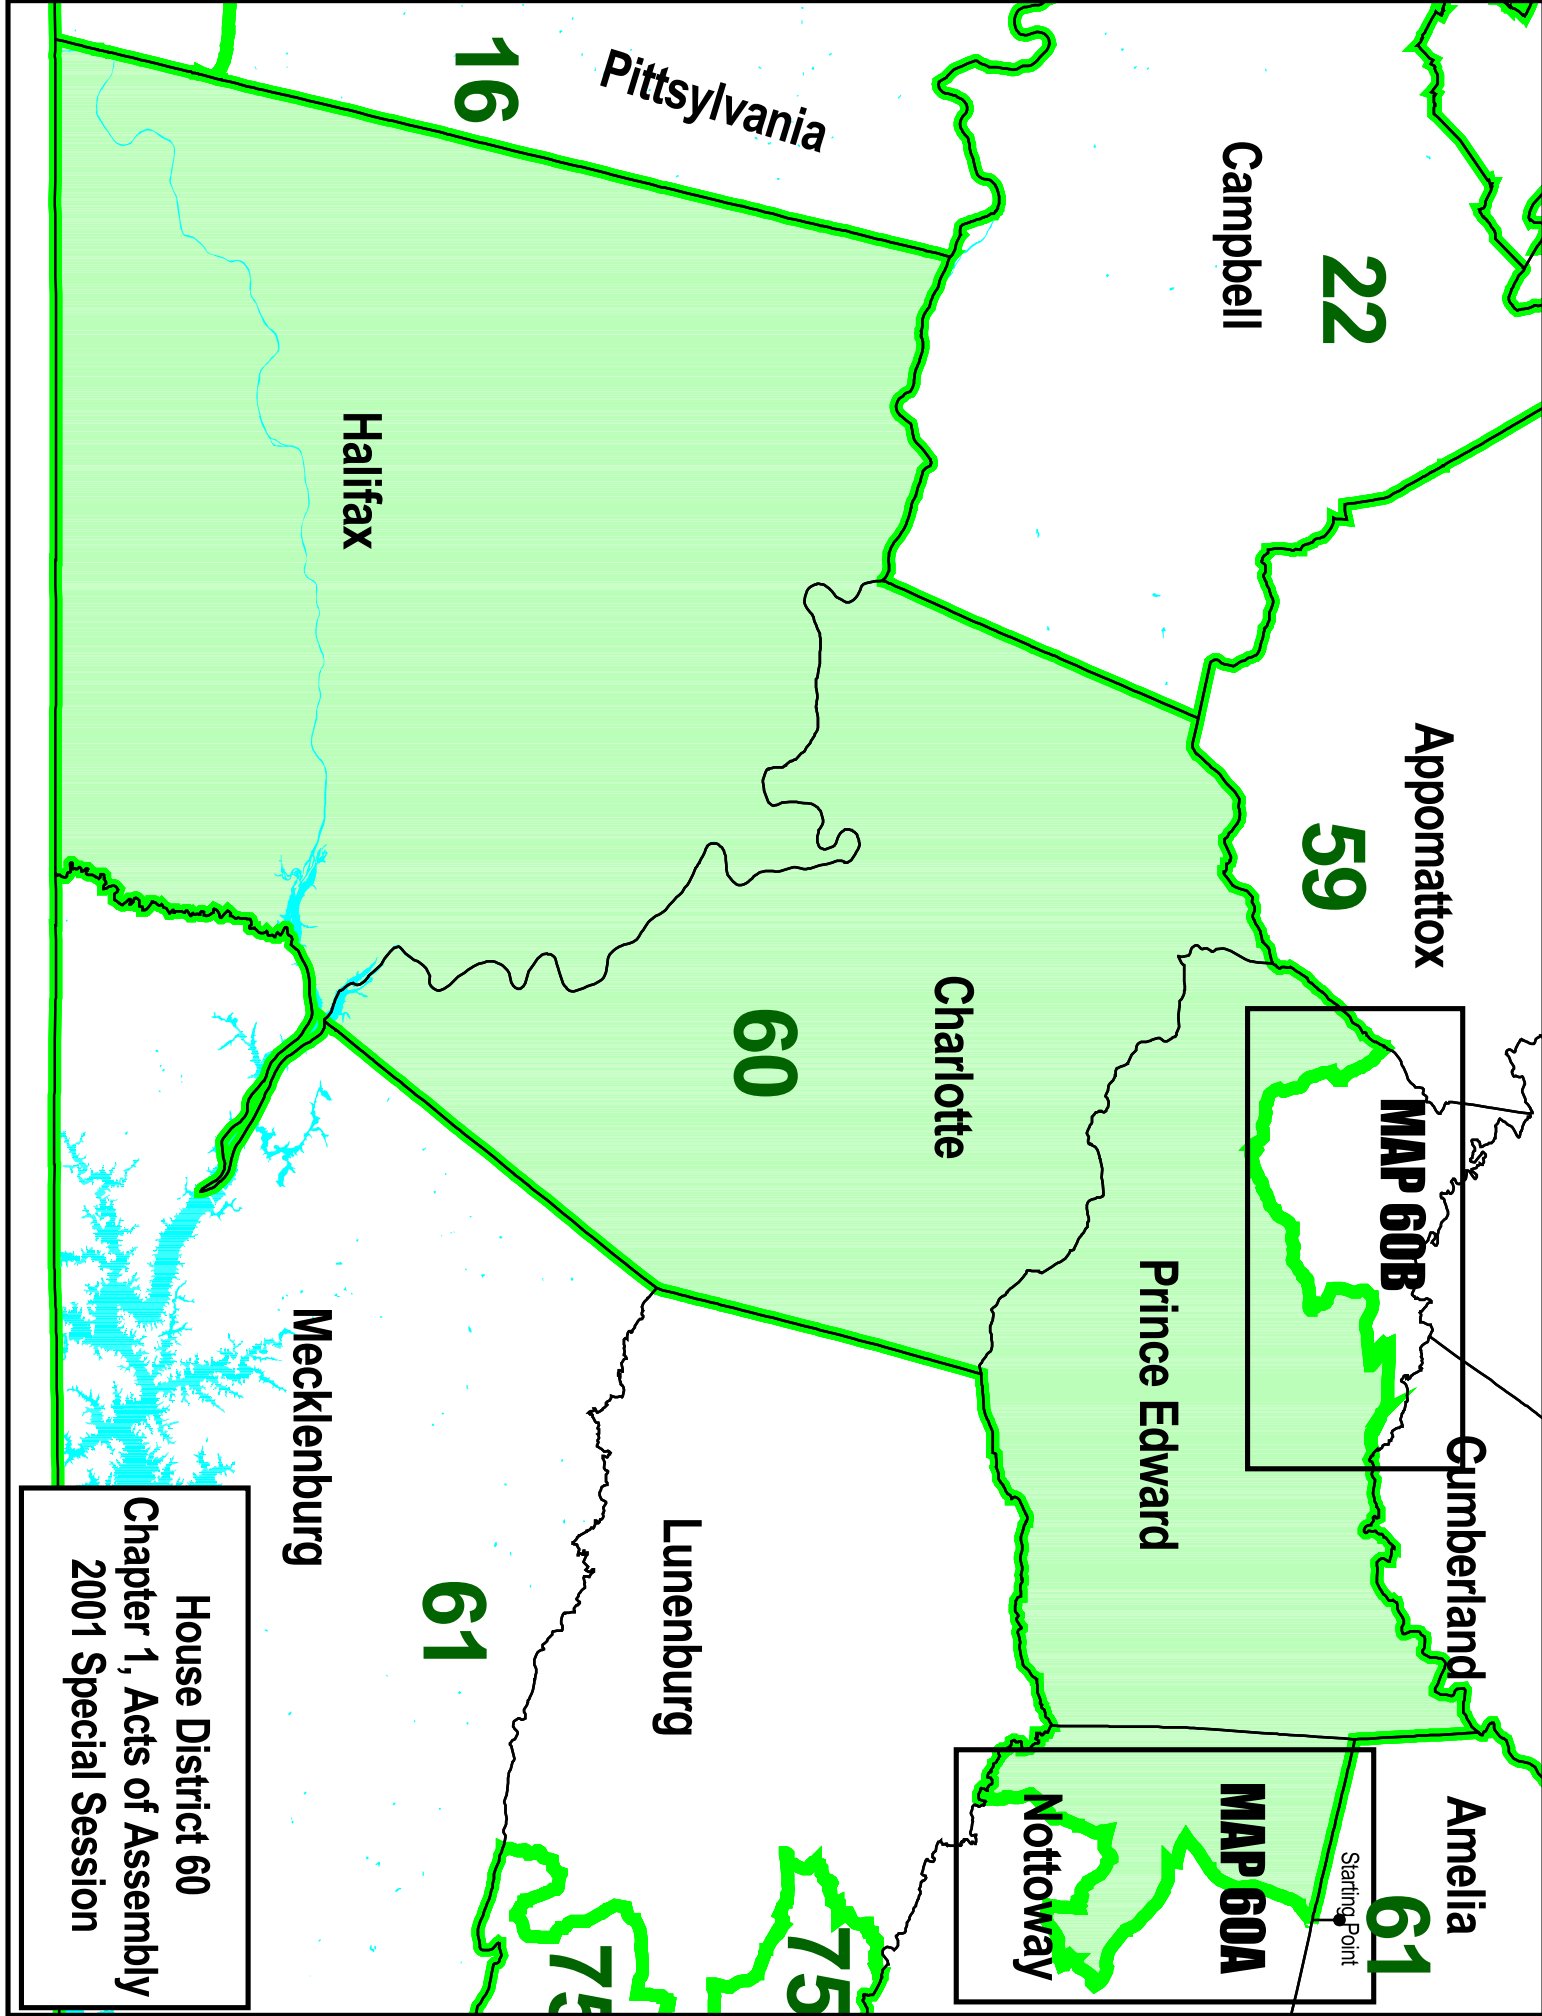 22
Campbell
Pittsylvania
16
Appomattox
59
MAP 60B
Cumberland
Amelia
61
Starting Point
MAP 60A
Nottoway
Prince Edward
Charlotte
60
Halifax
Lunenburg
75
75
61
Mecklenburg
House District 60
Chapter 1, Acts of Assembly
2001 Special Session